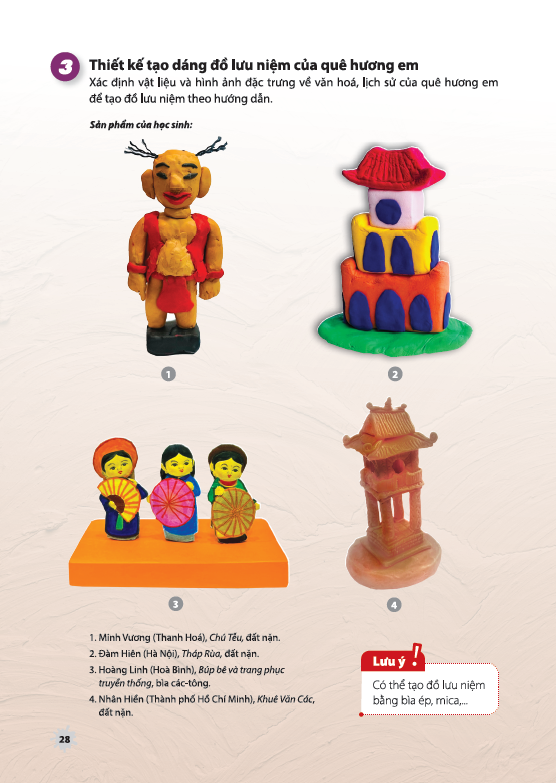 3 Thiết kế tạo dáng đồ lưu niệm của quê hương em
Xác định vật liệu và hình ảnh đặc trưng về văn hoá, lịch sử của quê hương em
để tạo đồ lưu niệm theo hướng dẫn.
Sản phẩm của học sinh:
1
2
3
4
1. Minh Vương (Thanh Hoá), Chú Tễu, đất nặn.
2. Đàm Hiên (Hà Nội), Tháp Rùa, đất nặn.
3. Hoàng Linh (Hoà Bình), Búp bê và trang phục
truyền thống, bìa các-tông.
4. Nhân Hiền (Thành phố Hồ Chí Minh), Khuê Văn Các,
đất nặn.
Lưu ý !
Có thể tạo đồ lưu niệm
bằng bìa ép, mica,...
28